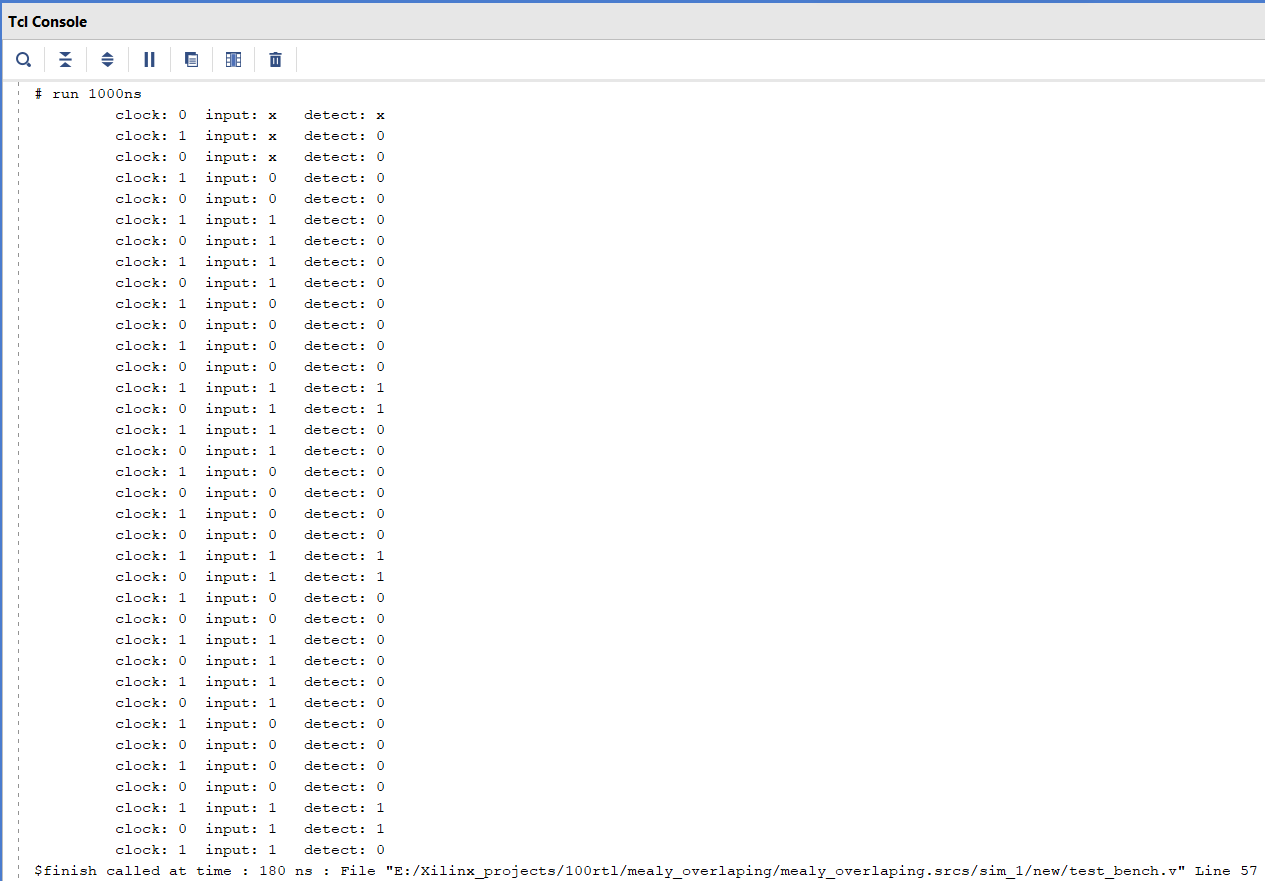 Tcl Console
# run 1000ns
clock: 0 input: x detect: x
clock: 1 input: x detect: 0
clock: 0 input: x detect: 0
clock: 1 input: 0 detect: 0
clock: 0 input: 0 detect: 0
clock: 1 input: 1 detect: 0
clock: 0 input: 1 detect: 0
clock: 1 input: 1 detect: 0
clock: 0 input: 1 detect: 0
clock: 1 input: 0 detect: 0
clock: 0 input: 0 detect: 0
clock: 1 input: 0 detect: 0
clock: 0 input: 0 detect: 0
clock: 1 input: 1 detect: 1
clock: 0 input: 1 detect: 1
clock: 1 input: 1 detect: 0
clock: 0 input: 1 detect: 0
clock: 1 input: 0 detect: 0
clock: 0 input: 0 detect: 0
clock: 1 input: 0 detect: 0
clock: 0 input: 0 detect: 0
clock: 1 input: 1 detect: 1
clock: 0 input: 1 detect: 1
clock: 1 input: 0 detect: 0
clock: 0 input: 0 detect: 0
clock: 1 input: 1 detect: 0
clock: 0 input: 1 detect: 0
clock: 1 input: 1 detect: 0
clock: 0 input: 1 detect: 0
clock: 1 input: 0 detect: 0
clock: 0 input: 0 detect: 0
clock: 1 input: 0 detect: 0
clock: 0 input: 0 detect: 0
clock: 1 input: 1 detect: 1
clock: 0 input: 1 detect: 1
clock: 1 input: 1 detect: 0
$finish called at time : 180 ns : File "E:/Xilinx_projects/100rtl/mealy_overlaping/mealy_overlaping.srcs/sim_1/new/test_bench.v" Line 57